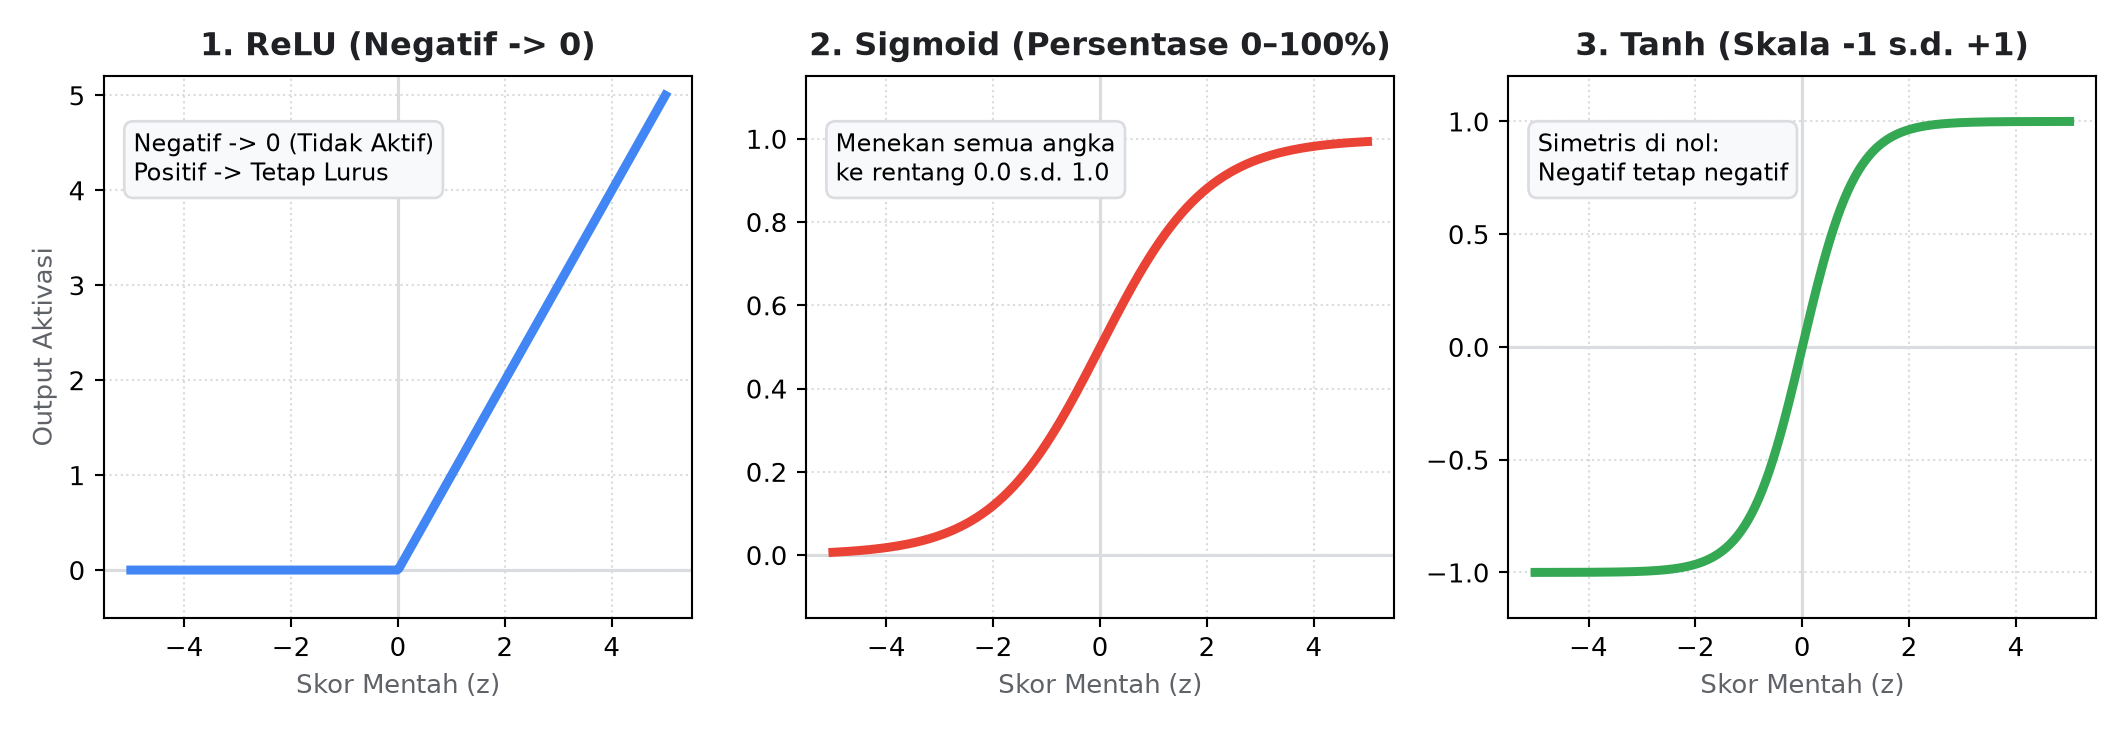 1. ReLU (Negatif -> 0)
Output Aktivasi
5
4
3
2
1
0
Negatif -> 0 (Tidak Aktif)
Positif -> Tetap Lurus
−4 −2 0 2 4
Skor Mentah (z)
2. Sigmoid (Persentase 0–100%)
1.0
0.8
0.6
0.4
0.2
0.0
Menekan semua angka
ke rentang 0.0 s.d. 1.0
−4 −2 0 2 4
Skor Mentah (z)
3. Tanh (Skala -1 s.d. +1)
1.0
0.5
0.0
−0.5
−1.0
Simetris di nol:
Negatif tetap negatif
−4 −2 0 2 4
Skor Mentah (z)